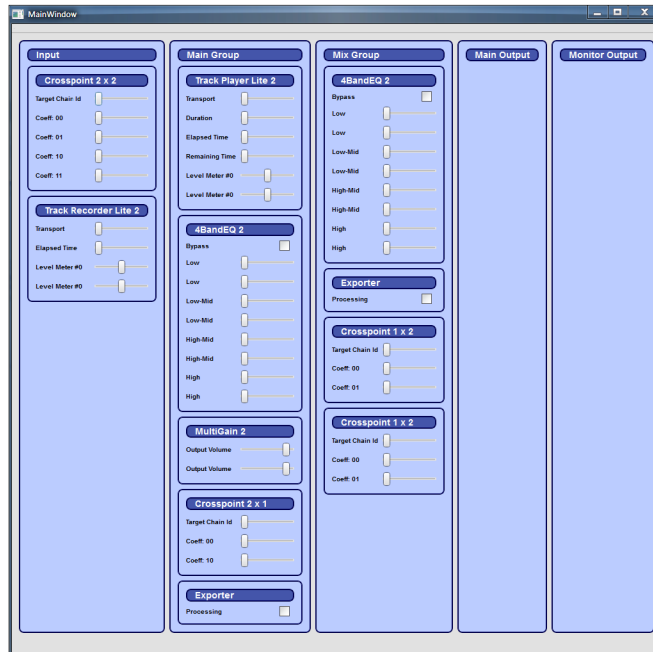 MainWindow
Input
Crosspoint 2 x 2
Target Chain Id
Coeff: 00
Coeff: 01
Coeff: 10
Coeff: 11
Track Recorder Lite 2
Transport
Elapsed Time
Level Meter #0
Level Meter #0
Main Group
Track Player Lite 2
Transport
Duration
Elapsed Time
Remaining Time
Level Meter #0
Level Meter #0
4BandEQ 2
Bypass
Low
Low
Low-Mid
Low-Mid
High-Mid
High-Mid
High
High
MultiGain 2
Output Volume
Output Volume
Crosspoint 2 x 1
Target Chain Id
Coeff: 00
Coeff: 10
Exporter
Processing
Mix Group
4BandEQ 2
Bypass
Low
Low
Low-Mid
Low-Mid
High-Mid
High-Mid
High
High
Exporter
Processing
Crosspoint 1 x 2
Target Chain Id
Coeff: 00
Coeff: 01
Crosspoint 1 x 2
Target Chain Id
Coeff: 00
Coeff: 01
Main Output
Monitor Output